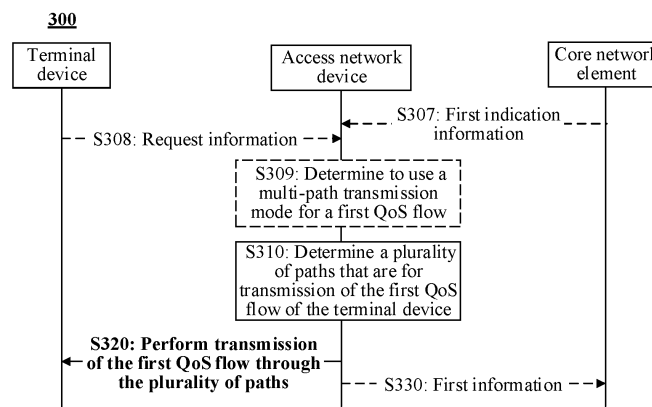 300
Terminal
device
Access network
device
Core network
element
S307: First indication
information
S308: Request information
S309: Determine to use a
multi-path transmission
mode for a first QoS flow
S310: Determine a plurality
of paths that are for
transmission of the first QoS
flow of the terminal device
S320: Perform transmission
of the first QoS flow through
the plurality of paths
S330: First information